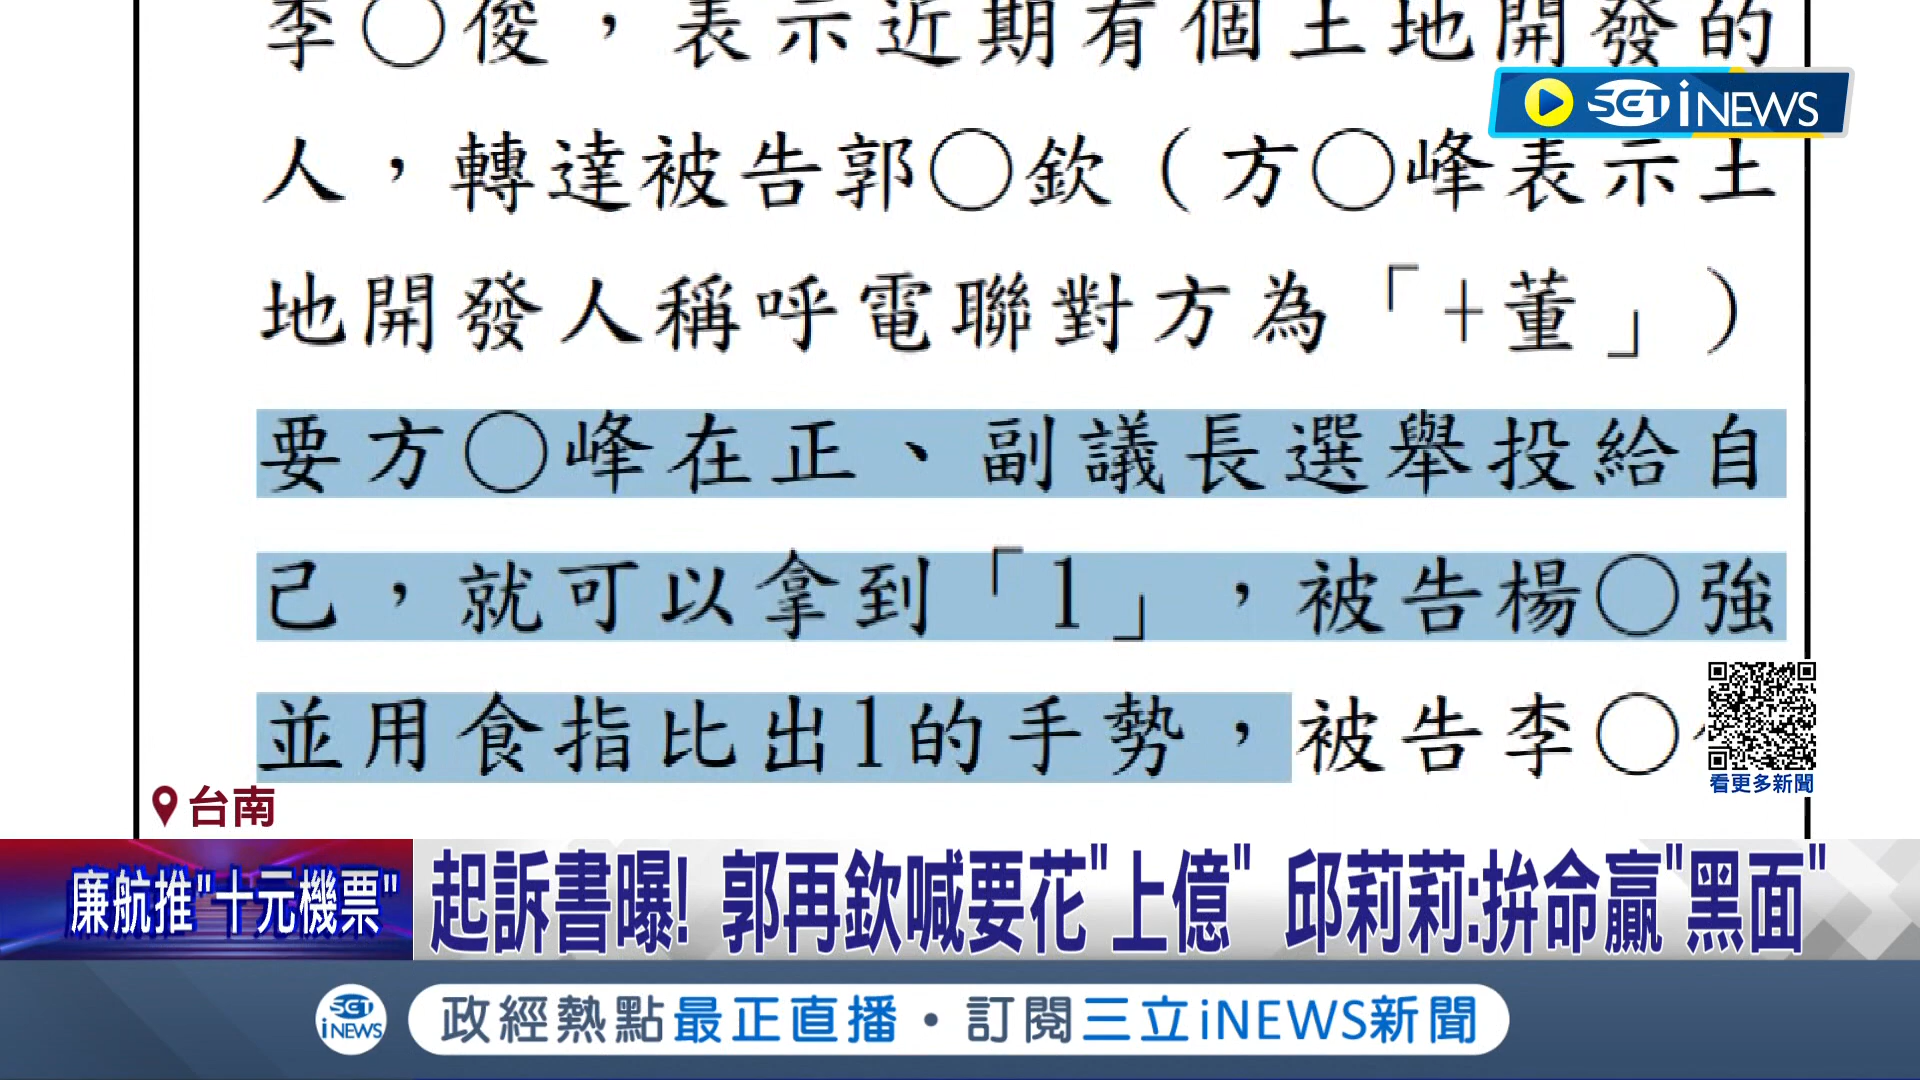 李○俊，表示近期有個土地開發的
SET iNEWS
人，轉達被告郭○欽（方○峰表示土
地開發人稱呼電聯對方為「+董」）
要方○峰在正、副議長選舉投給自
己，就可以拿到「1」，被告楊○強
並用食指比出1的手勢，被告李○
看更多新聞
台南
廉航推"十元機票"
起訴書曝! 郭再欽喊要花"上億" 邱莉莉:拚命贏"黑面"
SET iNEWS
政經熱點最正直播・訂閱三立iNEWS新聞